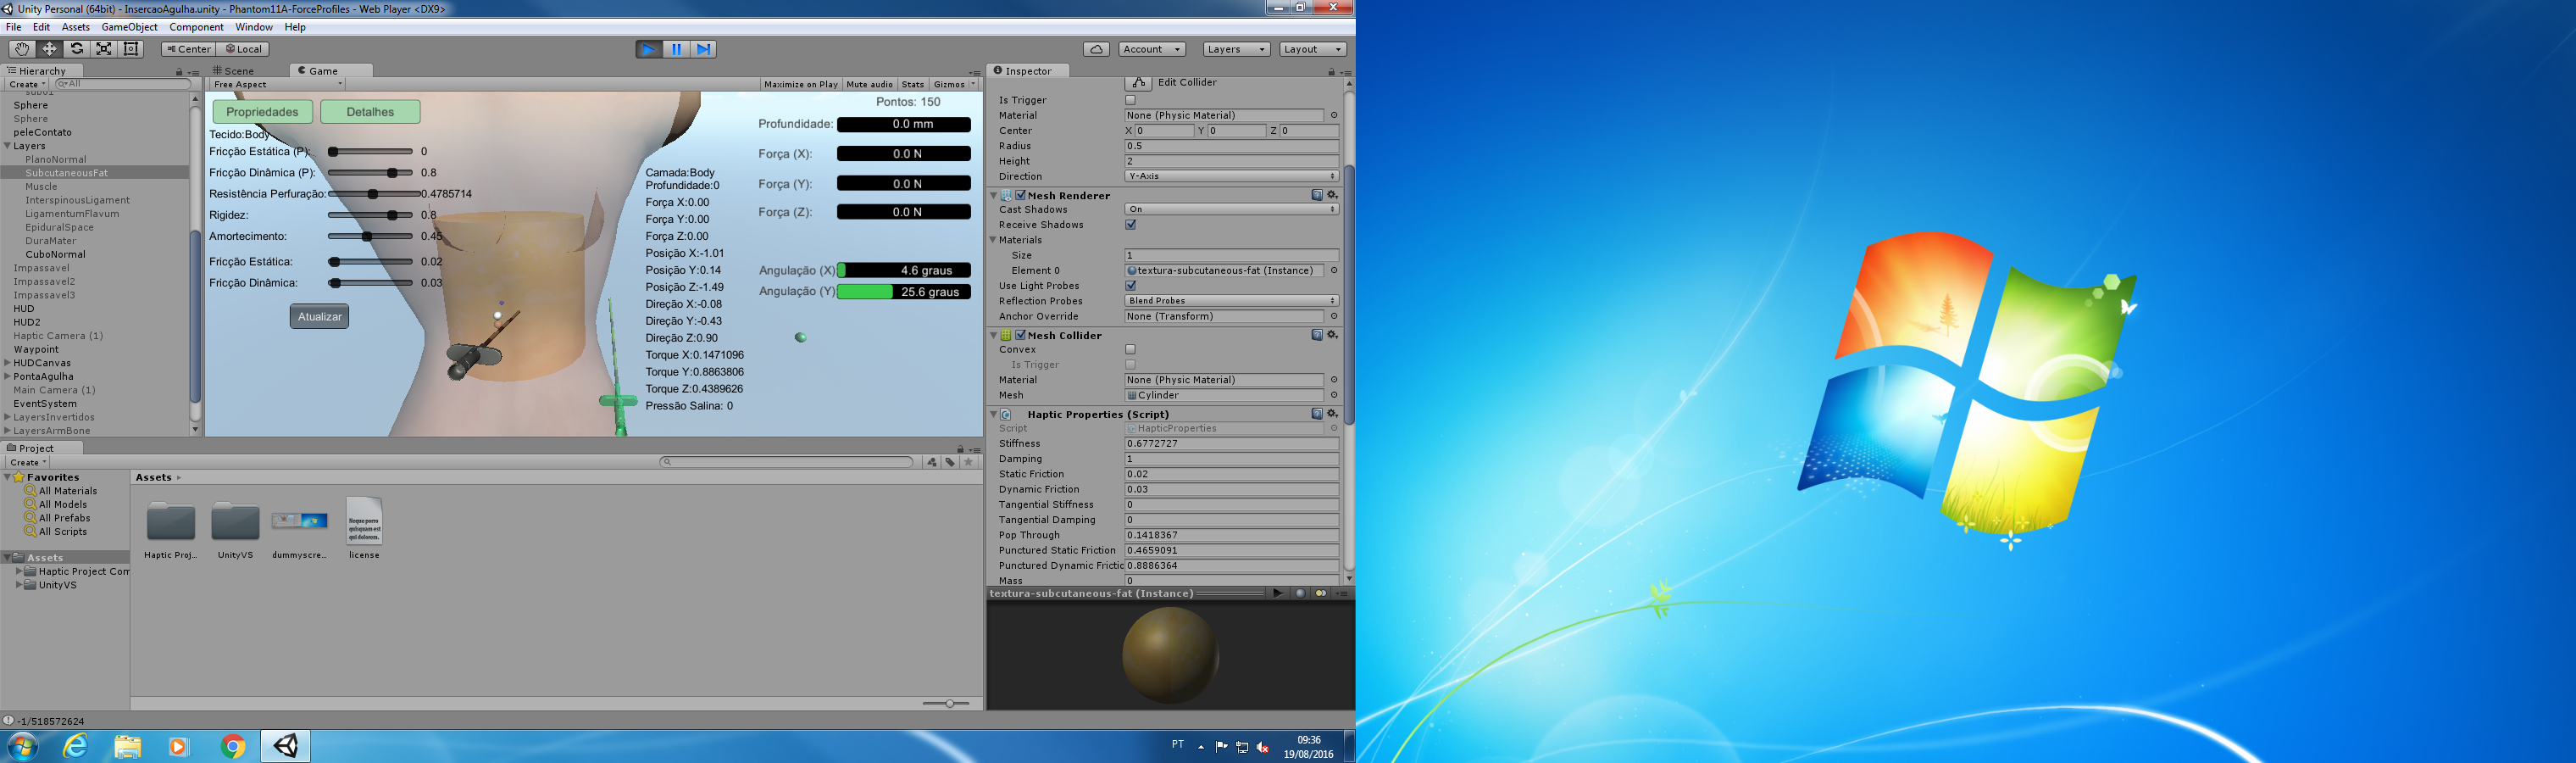 Unity Personal (64bit) - InsercaoAgulha.unity - Phantom11A-ForceProfiles - Web Player <DX9>
File Edit Assets GameObject Component Window Help
Center Local
Account Layers Layout
Hierarchy
Create All
Sphere
Sphere
peleContato
Layers
PlanoNormal
SubcutaneousFat
Muscle
InterspinousLigament
LigamentumFlavum
EpiduralSpace
DuraMater
CuboNormal
Impassavel
Impassavel2
Impassavel3
HUD
HUD2
Haptic Camera (1)
Waypoint
HUDCanvas
PontaAgulha
Main Camera (1)
EventSystem
LayersInvertidos
LayersArmBone
Scene Game
Free Aspect
Maximize on Play Mute audio Stats Gizmos
Propriedades Detalhes
Tecido:Body
Fricção Estática (P): 0
Fricção Dinâmica (P): 0.8
Resistência Perfuração: 0.4785714
Rigidez: 0.8
Amortecimento: 0.45
Fricção Estática: 0.02
Fricção Dinâmica: 0.03
Atualizar
Camada:Body
Profundidade:0
Força X:0.00
Força Y:0.00
Força Z:0.00
Posição X:-1.01
Posição Y:0.14
Posição Z:-1.49
Direção X:-0.08
Direção Y:-0.43
Direção Z:0.90
Torque X:0.1471096
Torque Y:0.8863806
Torque Z:0.4389626
Pressão Salina: 0
Pontos: 150
Profundidade: 0.0 mm
Força (X): 0.0 N
Força (Y): 0.0 N
Força (Z): 0.0 N
Angulação (X): 4.6 graus
Angulação (Y): 25.6 graus
Inspector
Edit Collider
Is Trigger
Material None (Physic Material)
Center X 0 Y 0 Z 0
Radius 0.5
Height 2
Direction Y-Axis
Mesh Renderer
Cast Shadows On
Receive Shadows
Materials
Size 1
Element 0 textura-subcutaneous-fat (Instance)
Use Light Probes
Reflection Probes Blend Probes
Anchor Override None (Transform)
Mesh Collider
Convex
Is Trigger
Material None (Physic Material)
Mesh Cylinder
Haptic Properties (Script)
Script HapticProperties
Stiffness 0.6772727
Damping 1
Static Friction 0.02
Dynamic Friction 0.03
Tangential Stiffness 0
Tangential Damping 0
Pop Through 0.1418367
Punctured Static Friction 0.4659091
Punctured Dynamic Frictic 0.8886364
Mass 0
textura-subcutaneous-fat (Instance)
Project
Create
Favorites
All Materials
All Models
All Prefabs
All Scripts
Assets
Haptic Project Com
UnityVS
Assets
Haptic Proj... UnityVS dummyscre... license
-1/518572624
PT
09:36
19/08/2016